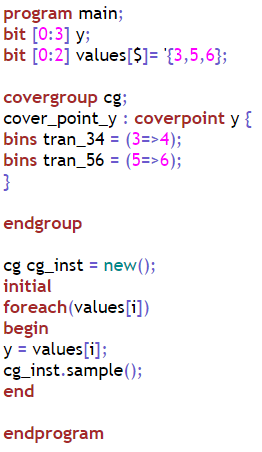 program main;
bit [0:3] y;
bit [0:2] values[$]= '{3,5,6};
covergroup cg;
cover_point_y : coverpoint y {
bins tran_34 = (3=>4);
bins tran_56 = (5=>6);
}
endgroup
cg cg_inst = new();
initial
foreach(values[i])
begin
y = values[i];
cg_inst.sample();
end
endprogram